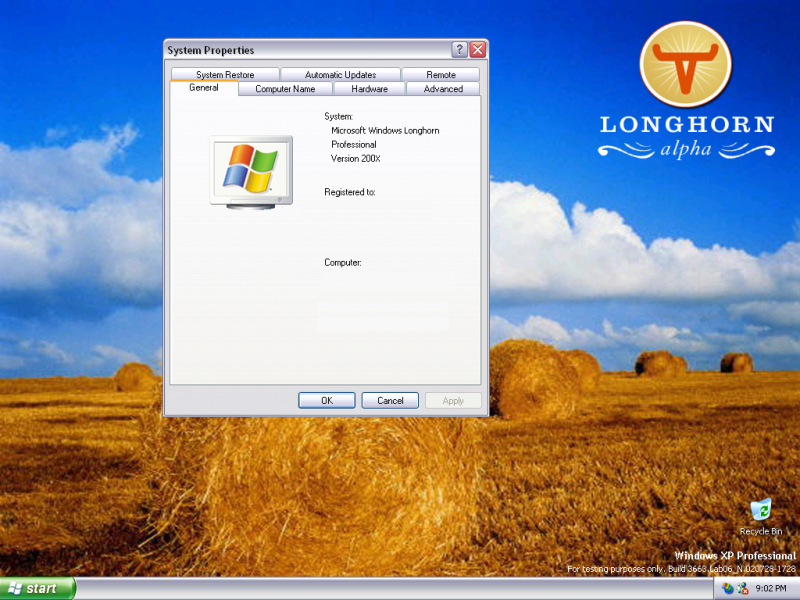 System Properties
System Restore
Automatic Updates
Remote
General
Computer Name
Hardware
Advanced
System:
Microsoft Windows Longhorn
Professional
Version 200X
Registered to:
Computer:
OK
Cancel
Apply
LONGHORN
alpha
Recycle Bin
Windows XP Professional
For testing purposes only. Build 3663.Lab06_N.020728-1728
start
9:02 PM